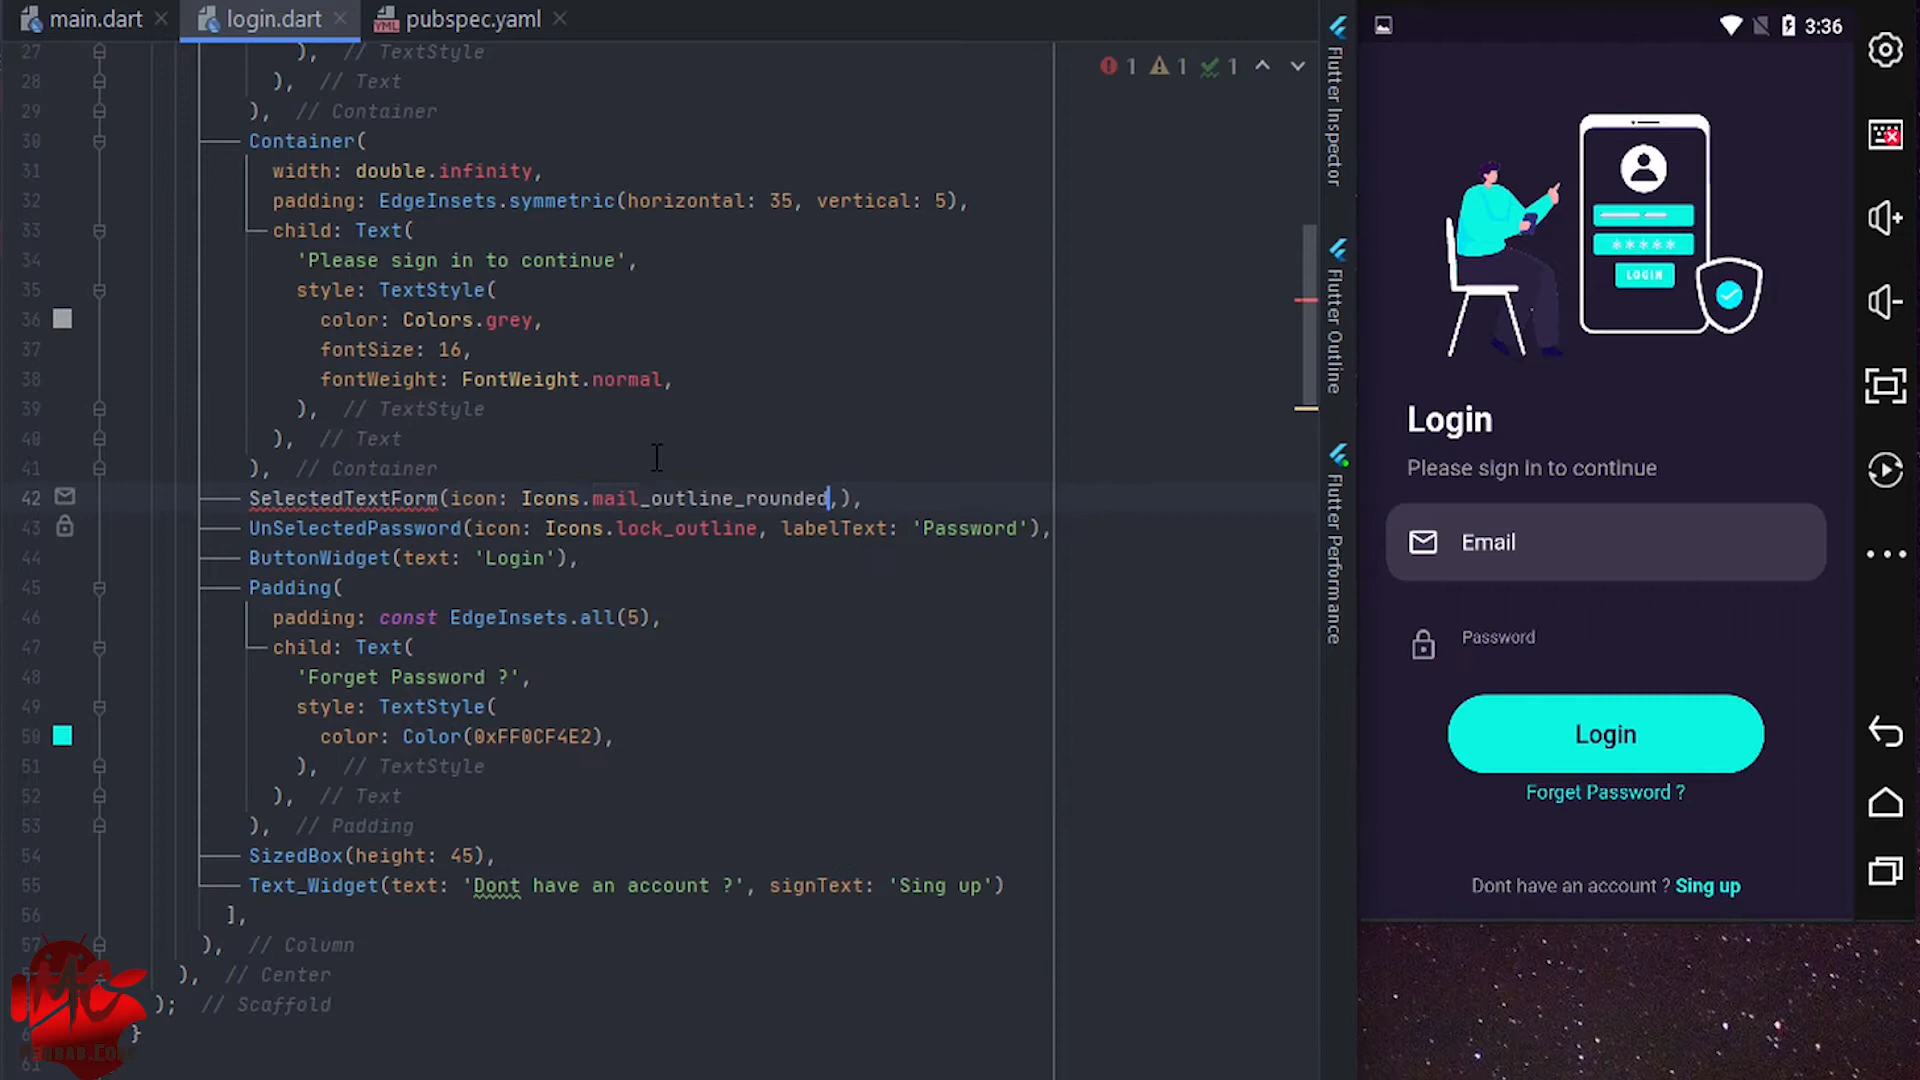 main.dart
login.dart
pubspec.yaml
27 ), // TextStyle
28 ), // Text
29 ), // Container
30 Container(
31 width: double.infinity,
32 padding: EdgeInsets.symmetric(horizontal: 35, vertical: 5),
33 child: Text(
34 'Please sign in to continue',
35 style: TextStyle(
36 color: Colors.grey,
37 fontSize: 16,
38 fontWeight: FontWeight.normal,
39 ), // TextStyle
40 ), // Text
41 ), // Container
42 SelectedTextForm(icon: Icons.mail_outline_rounded,),
43 UnSelectedPassword(icon: Icons.lock_outline, labelText: 'Password'),
44 ButtonWidget(text: 'Login'),
45 Padding(
46 padding: const EdgeInsets.all(5),
47 child: Text(
48 'Forget Password ?',
49 style: TextStyle(
50 color: Color(0xFF0CF4E2),
51 ), // TextStyle
52 ), // Text
53 ), // Padding
54 SizedBox(height: 45),
55 Text_Widget(text: 'Dont have an account ?', signText: 'Sing up')
56 ],
57 ), // Column
), // Center
); // Scaffold
}
61
1 1 1
Flutter Inspector
Flutter Outline
Flutter Performance
3:36
*****
LOGIN
Login
Please sign in to continue
Email
Password
Login
Forget Password ?
Dont have an account ? Sing up